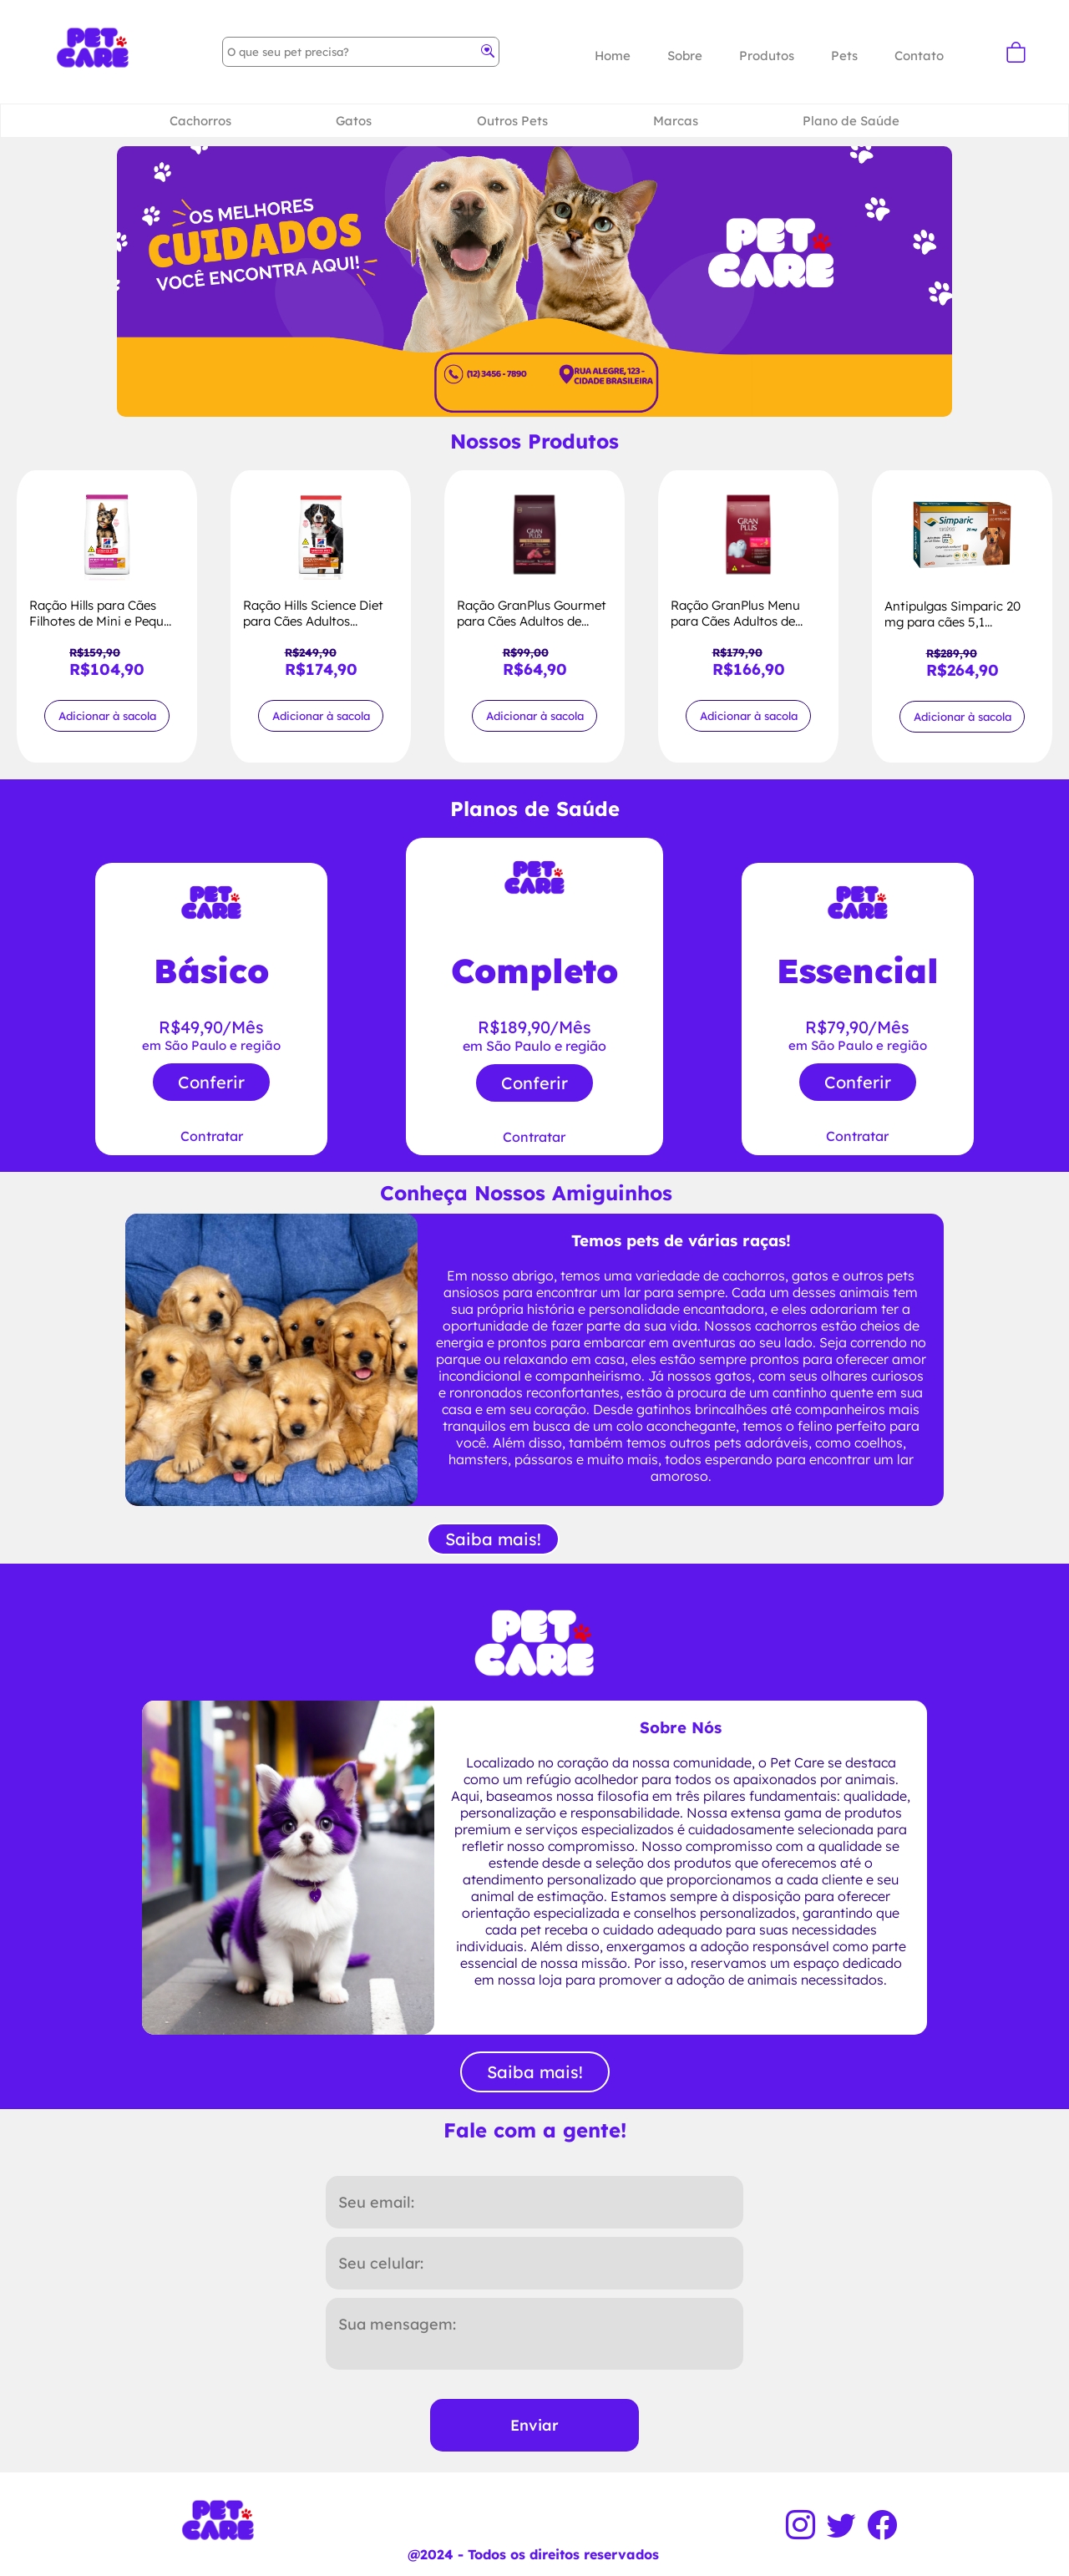 PET
CARE
O que seu pet precisa?
Home Sobre Produtos Pets Contato
Cachorros Gatos Outros Pets Marcas Plano de Saúde
OS MELHORES
CUIDADOS
VOCÊ ENCONTRA AQUI!
PET
CARE
(12) 3456 - 7890
RUA ALEGRE, 123 -
CIDADE BRASILEIRA
Nossos Produtos
Ração Hills para Cães
Filhotes de Mini e Pequ...
R$159,90
R$104,90
Adicionar à sacola
Ração Hills Science Diet
para Cães Adultos...
R$249,90
R$174,90
Adicionar à sacola
GRAN
PLUS
Ração GranPlus Gourmet
para Cães Adultos de...
R$99,00
R$64,90
Adicionar à sacola
GRAN
PLUS
Ração GranPlus Menu
para Cães Adultos de...
R$179,90
R$166,90
Adicionar à sacola
Simparic
Antipulgas Simparic 20
mg para cães 5,1...
R$289,90
R$264,90
Adicionar à sacola
Planos de Saúde
PET
CARE
Básico
R$49,90/Mês
em São Paulo e região
Conferir
Contratar
PET
CARE
Completo
R$189,90/Mês
em São Paulo e região
Conferir
Contratar
PET
CARE
Essencial
R$79,90/Mês
em São Paulo e região
Conferir
Contratar
Conheça Nossos Amiguinhos
Temos pets de várias raças!
Em nosso abrigo, temos uma variedade de cachorros, gatos e outros pets
ansiosos para encontrar um lar para sempre. Cada um desses animais tem
sua própria história e personalidade encantadora, e eles adorariam ter a
oportunidade de fazer parte da sua vida. Nossos cachorros estão cheios de
energia e prontos para embarcar em aventuras ao seu lado. Seja correndo no
parque ou relaxando em casa, eles estão sempre prontos para oferecer amor
incondicional e companheirismo. Já nossos gatos, com seus olhares curiosos
e ronronados reconfortantes, estão à procura de um cantinho quente em sua
casa e em seu coração. Desde gatinhos brincalhões até companheiros mais
tranquilos em busca de um colo aconchegante, temos o felino perfeito para
você. Além disso, também temos outros pets adoráveis, como coelhos,
hamsters, pássaros e muito mais, todos esperando para encontrar um lar
amoroso.
Saiba mais!
PET
CARE
Sobre Nós
Localizado no coração da nossa comunidade, o Pet Care se destaca
como um refúgio acolhedor para todos os apaixonados por animais.
Aqui, baseamos nossa filosofia em três pilares fundamentais: qualidade,
personalização e responsabilidade. Nossa extensa gama de produtos
premium e serviços especializados é cuidadosamente selecionada para
refletir nosso compromisso. Nosso compromisso com a qualidade se
estende desde a seleção dos produtos que oferecemos até o
atendimento personalizado que proporcionamos a cada cliente e seu
animal de estimação. Estamos sempre à disposição para oferecer
orientação especializada e conselhos personalizados, garantindo que
cada pet receba o cuidado adequado para suas necessidades
individuais. Além disso, enxergamos a adoção responsável como parte
essencial de nossa missão. Por isso, reservamos um espaço dedicado
em nossa loja para promover a adoção de animais necessitados.
Saiba mais!
Fale com a gente!
Seu email:
Seu celular:
Sua mensagem:
Enviar
PET
CARE
@2024 - Todos os direitos reservados